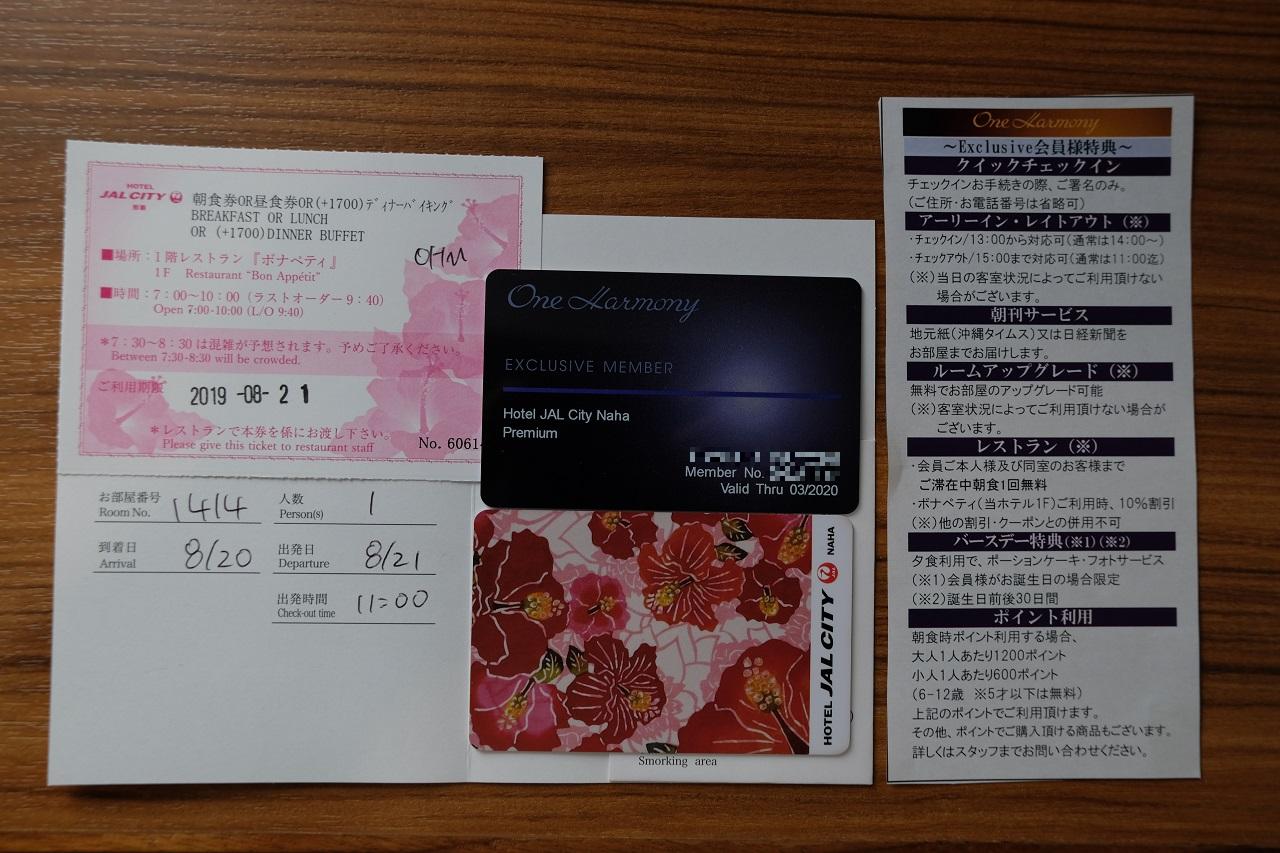 HOTEL
JAL CITY
那覇
朝食券OR昼食券OR(+1700)ディナーバイキング
BREAKFAST OR LUNCH
OR (+1700)DINNER BUFFET
OHM
■場所：1階レストラン『ボナペティ』
1F Restaurant "Bon Appétit"
■時間：7：00～10：00（ラストオーダー9：40）
Open 7:00-10:00 (L/O 9:40)
＊7：30～8：30は混雑が予想されます。予めご了承ください。
Between 7:30-8:30 will be crowded.
ご利用期限 2019-08-21
＊レストランで本券を係にお渡し下さい。
Please give this ticket to restaurant staff
No. 6061
お部屋番号 1414
Room No.
人数 1
Person(s)
到着日 8/20
Arrival
出発日 8/21
Departure
出発時間 11:00
Check-out time
One Harmony
EXCLUSIVE MEMBER
Hotel JAL City Naha
Premium
Member No.
Valid Thru 03/2020
HOTEL JAL CITY JAL NAHA
Smorking area
One Harmony
～Exclusive会員様特典～
クイックチェックイン
チェックインお手続きの際、ご署名のみ。
(ご住所・お電話番号は省略可)
アーリーイン・レイトアウト（※）
・チェックイン/13:00から対応可(通常は14:00～)
・チェックアウト/15:00まで対応可(通常は11:00迄)
(※)当日の客室状況によってご利用頂けない
場合がございます。
朝刊サービス
地元紙(沖縄タイムス)又は日経新聞を
お部屋までお届けします。
ルームアップグレード（※）
無料でお部屋のアップグレード可能
(※)客室状況によってご利用頂けない場合が
ございます。
レストラン（※）
・会員ご本人様及び同室のお客様まで
ご滞在中朝食1回無料
・ボナペティ(当ホテル1F)ご利用時、10%割引
(※)他の割引・クーポンとの併用不可
バースデー特典(※1)(※2)
夕食利用で、ポーションケーキ・フォトサービス
(※1)会員様がお誕生日の場合限定
(※2)誕生日前後30日間
ポイント利用
朝食時ポイント利用する場合、
大人1人あたり1200ポイント
小人1人あたり600ポイント
(6-12歳 ※5才以下は無料)
上記のポイントでご利用頂けます。
その他、ポイントでご購入頂ける商品もございます。
詳しくはスタッフまでお問い合わせください。